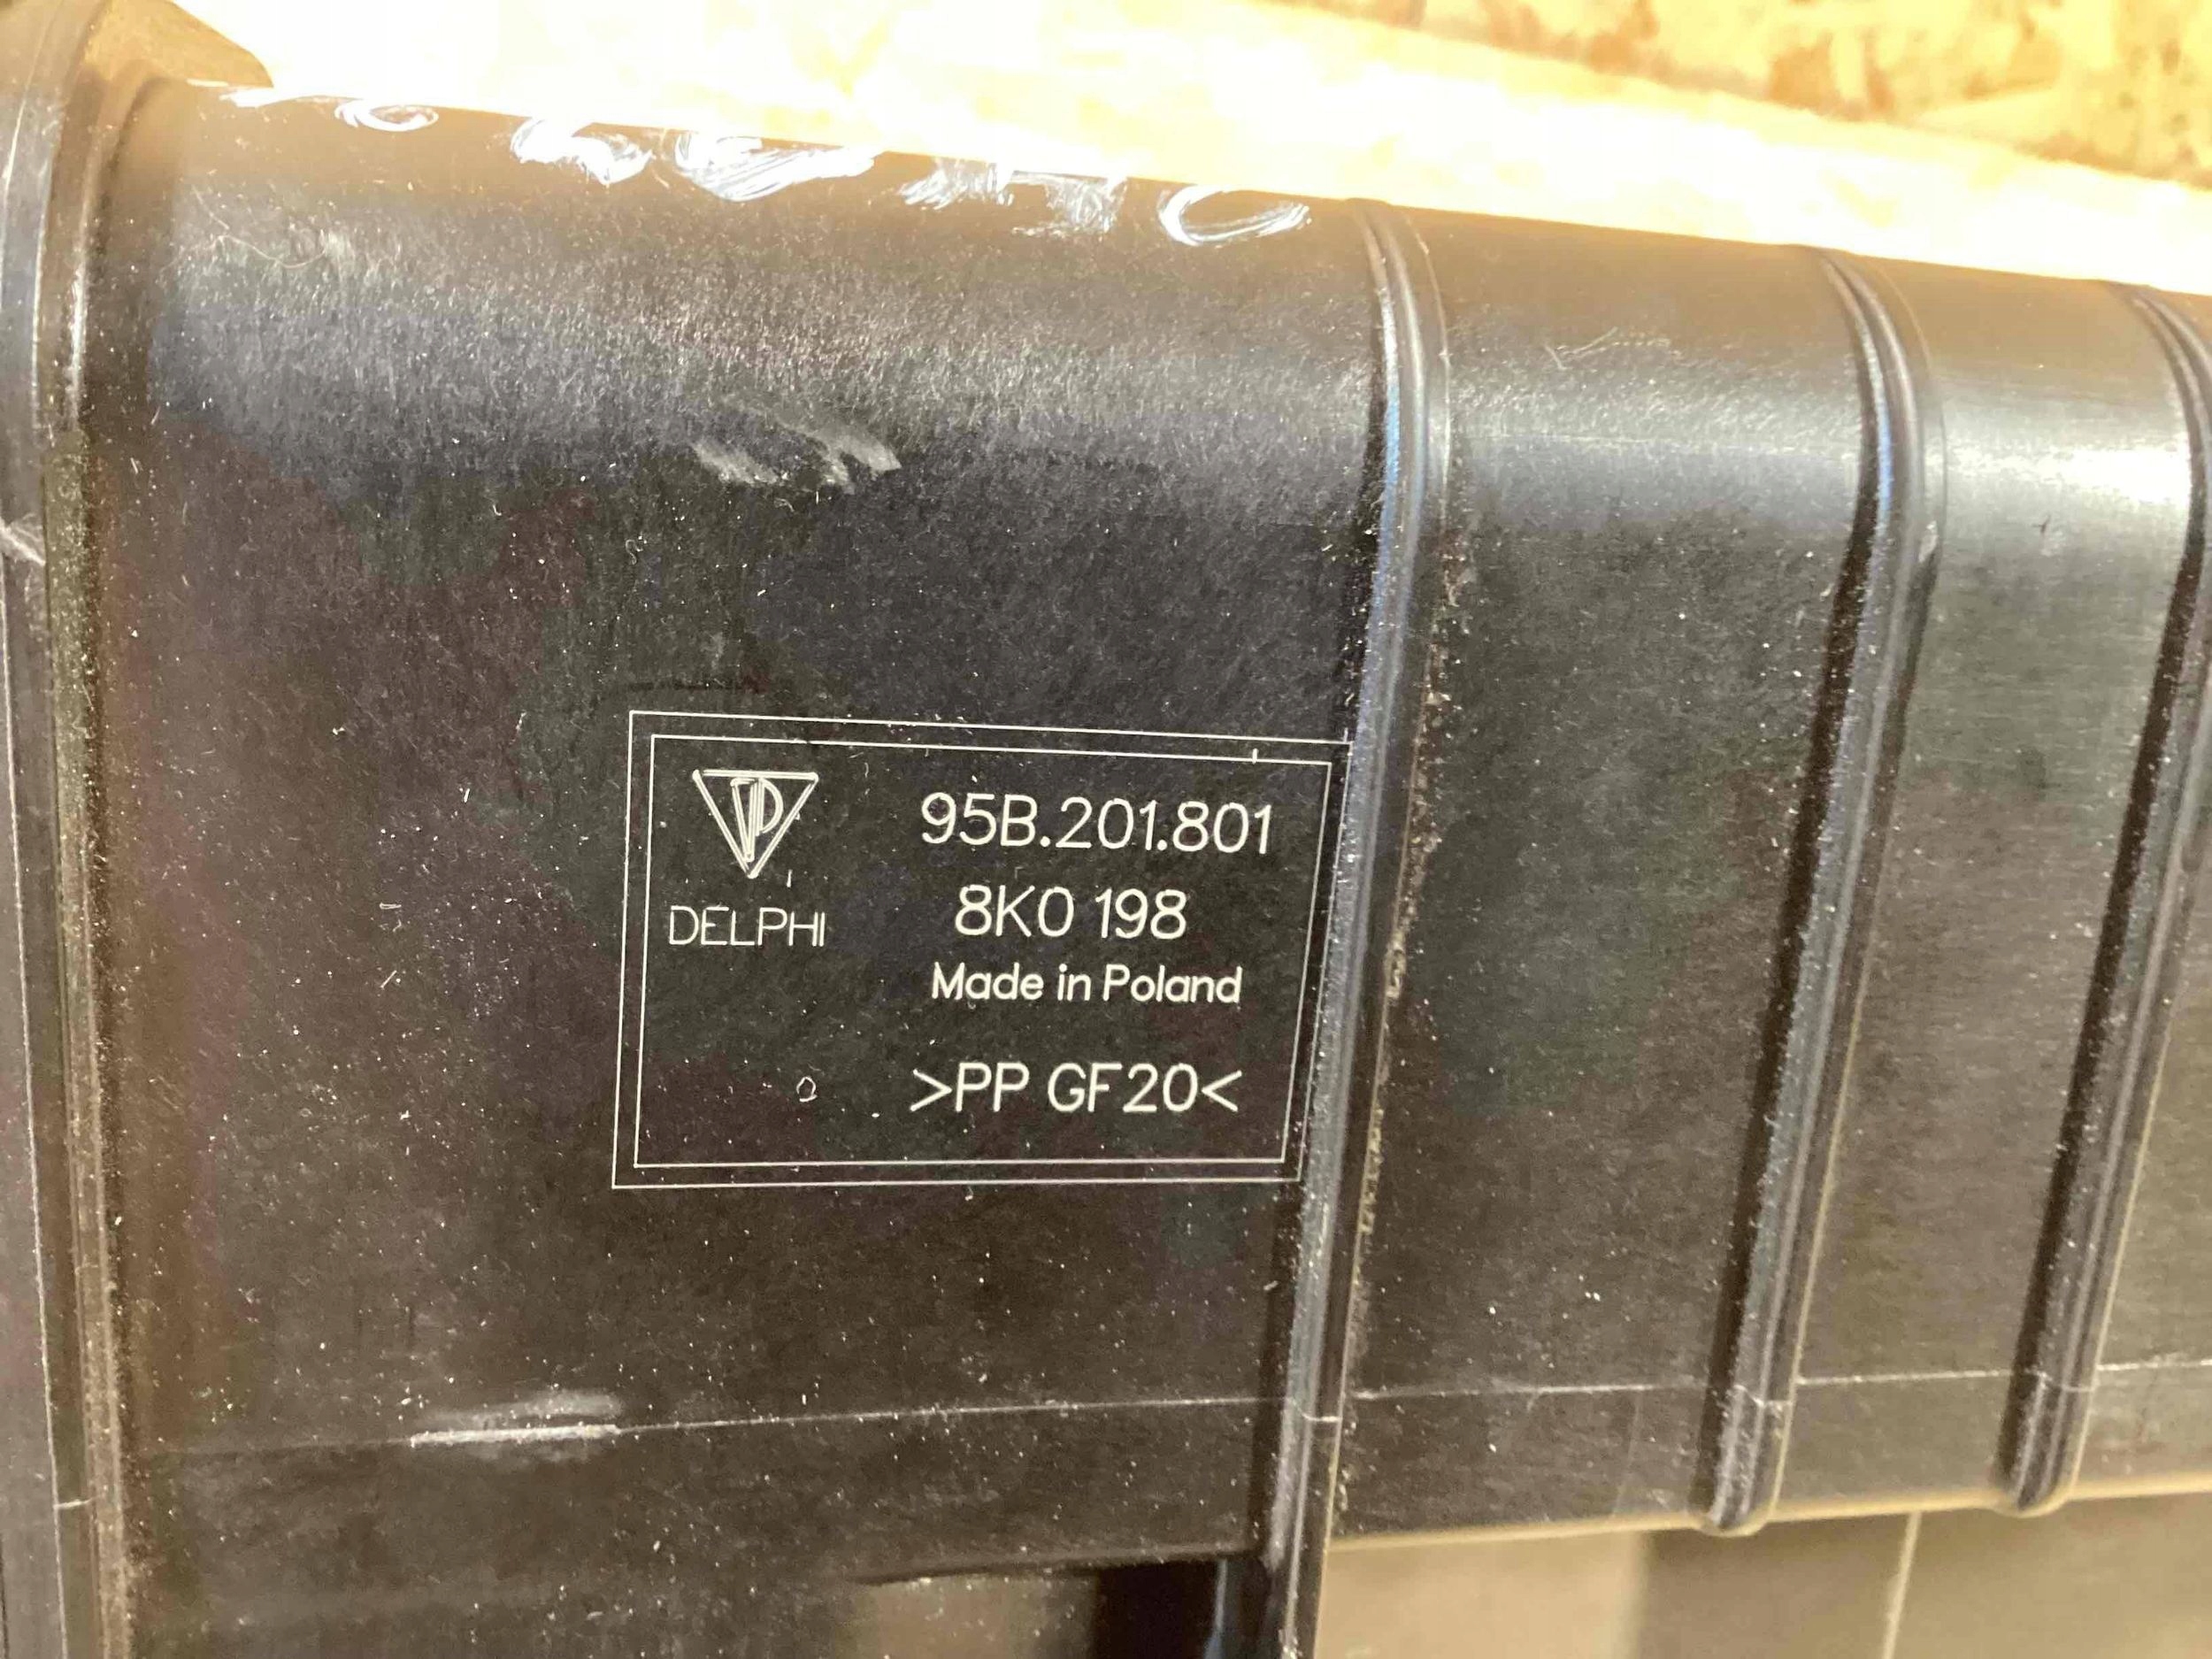 95B.201.801
DELPHI
8K0 198
Made in Poland
>PP GF20<